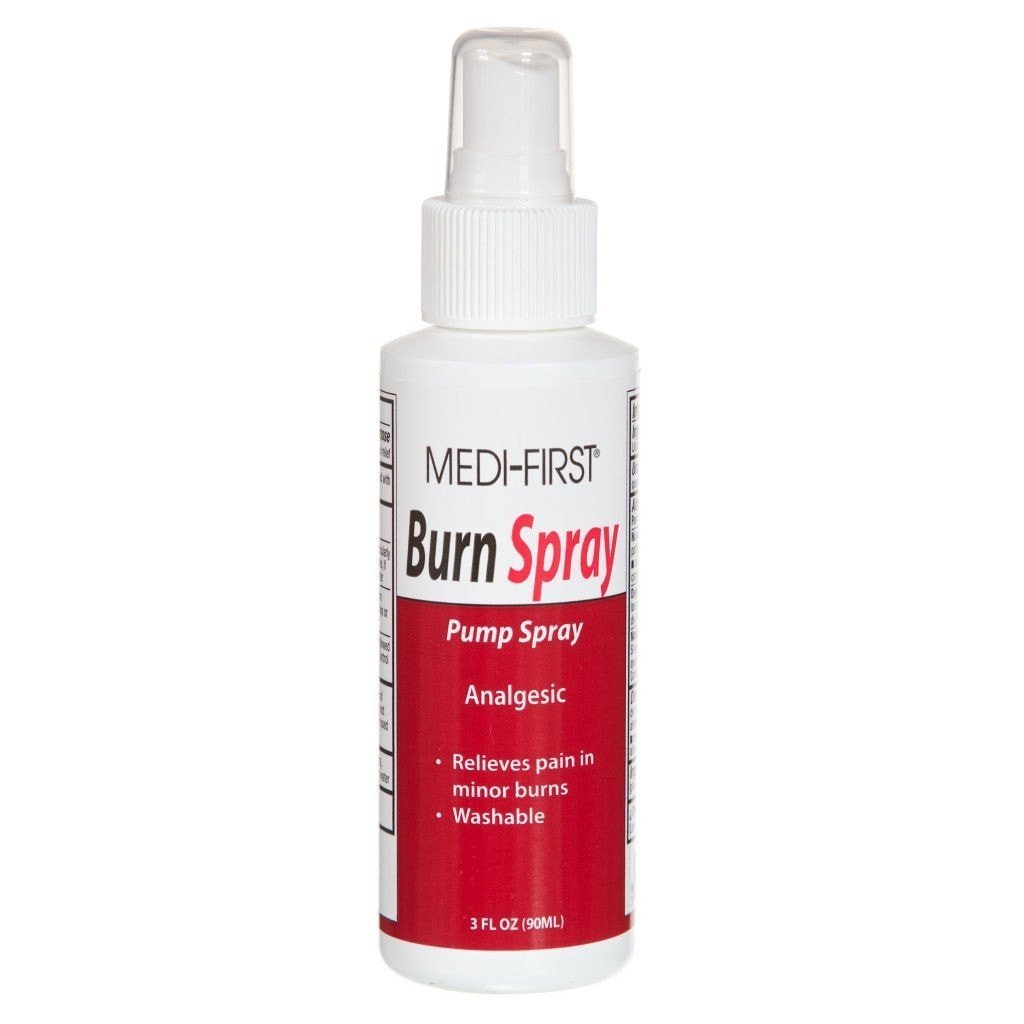 MEDI-FIRST®
Burn Spray
Pump Spray
Analgesic
• Relieves pain in
minor burns
• Washable
3 FL OZ (90ML)